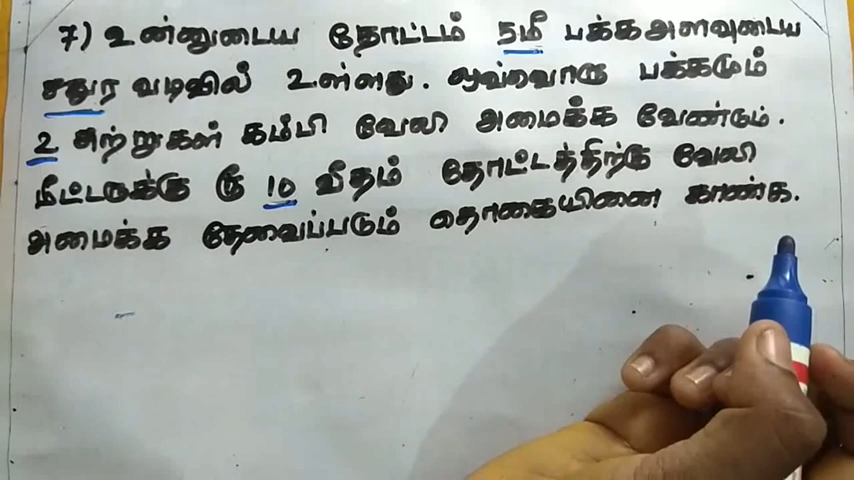 7) உன்னுடைய தோட்டம் 5மீ பக்கஅளவுடைய
சதுர வடிவில் உள்ளது. ஒவ்வொரு பக்கமும்
2 சுற்றுகள் கம்பி வேலி அமைக்க வேண்டும்.
மீட்டருக்கு ரூ 10 வீதம் தோட்டத்திற்கு வேலி
அமைக்க தேவைப்படும் தொகையினை காண்க.